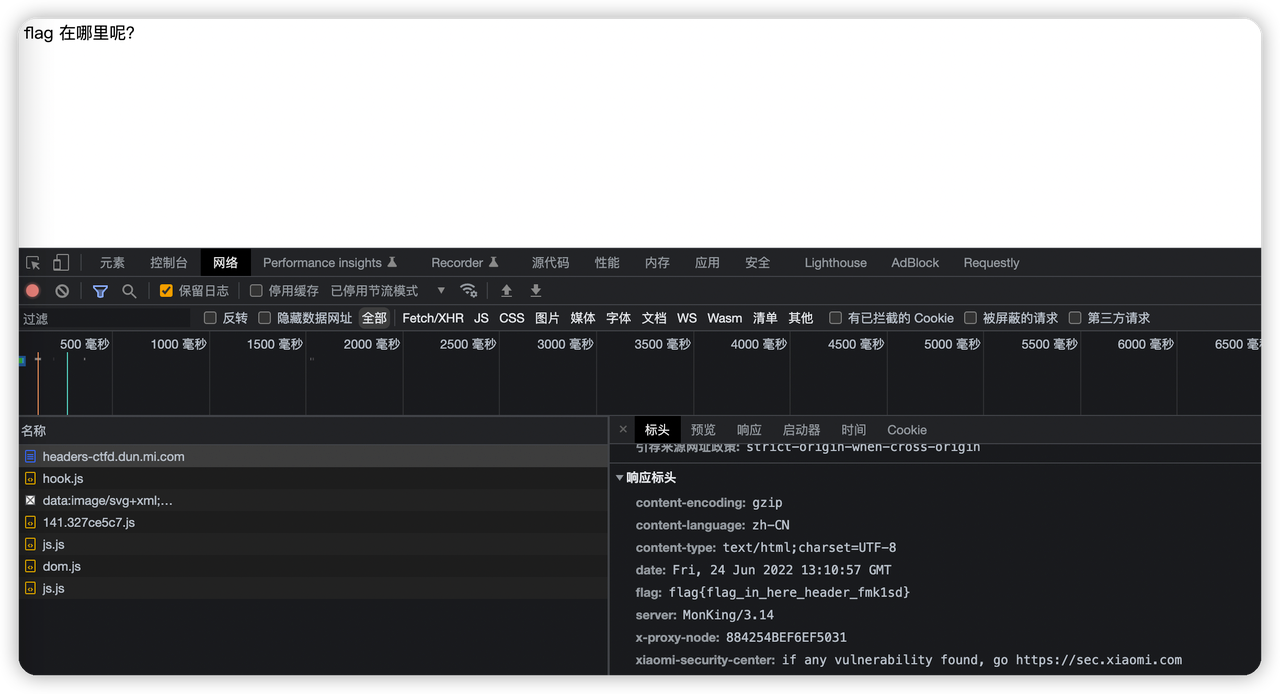 flag 在哪里呢?
元素 控制台 网络 Performance insights Recorder 源代码 性能 内存 应用 安全 Lighthouse AdBlock Requestly
保留日志 停用缓存 已停用节流模式
过滤 反转 隐藏数据网址 全部 Fetch/XHR JS CSS 图片 媒体 字体 文档 WS Wasm 清单 其他 有已拦截的 Cookie 被屏蔽的请求 第三方请求
500 毫秒 1000 毫秒 1500 毫秒 2000 毫秒 2500 毫秒 3000 毫秒 3500 毫秒 4000 毫秒 4500 毫秒 5000 毫秒 5500 毫秒 6000 毫秒 6500 毫
名称
headers-ctfd.dun.mi.com
hook.js
data:image/svg+xml;…
141.327ce5c7.js
js.js
dom.js
js.js
× 标头 预览 响应 启动器 时间 Cookie
引荐来源网址政策: strict-origin-when-cross-origin
响应标头
content-encoding: gzip
content-language: zh-CN
content-type: text/html;charset=UTF-8
date: Fri, 24 Jun 2022 13:10:57 GMT
flag: flag{flag_in_here_header_fmk1sd}
server: MonKing/3.14
x-proxy-node: 884254BEF6EF5031
xiaomi-security-center: if any vulnerability found, go https://sec.xiaomi.com